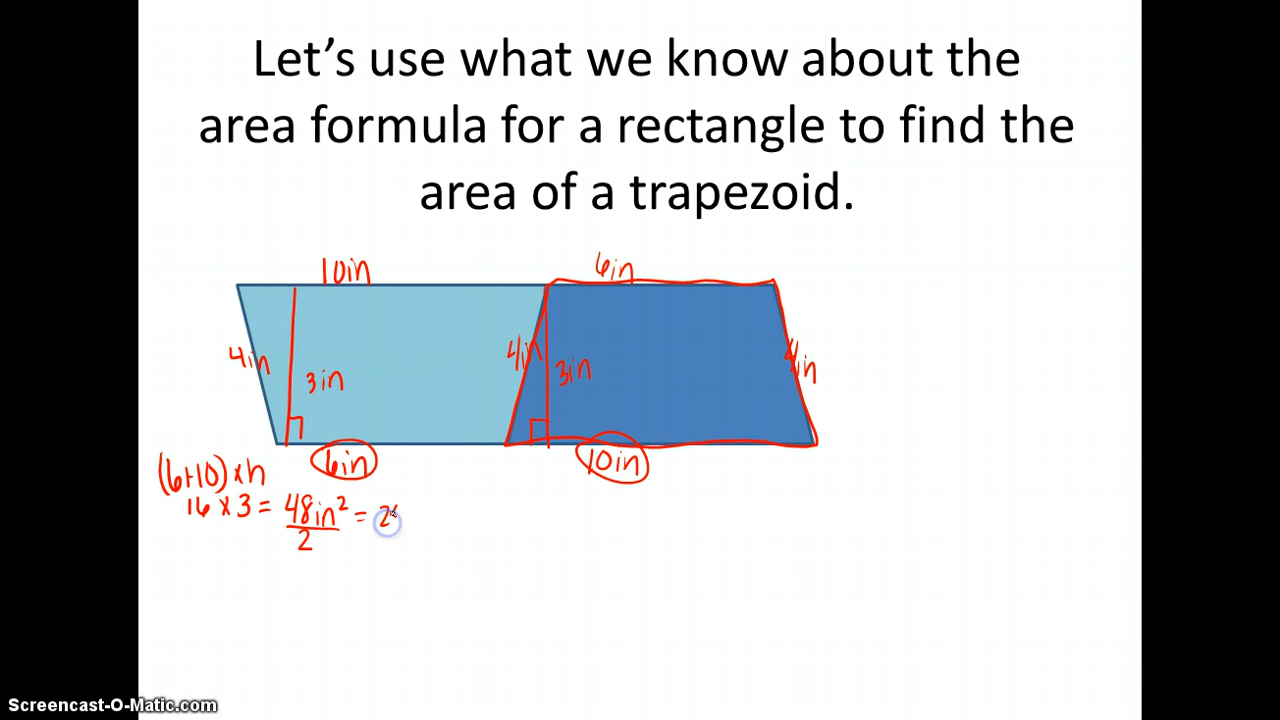 Let's use what we know about the
area formula for a rectangle to find the
area of a trapezoid.
10in
6in
4in
3in
4in
3in
4in
6in
10in
(6+10) x h
16 x 3 = 48in² = 
2
Screencast-O-Matic.com